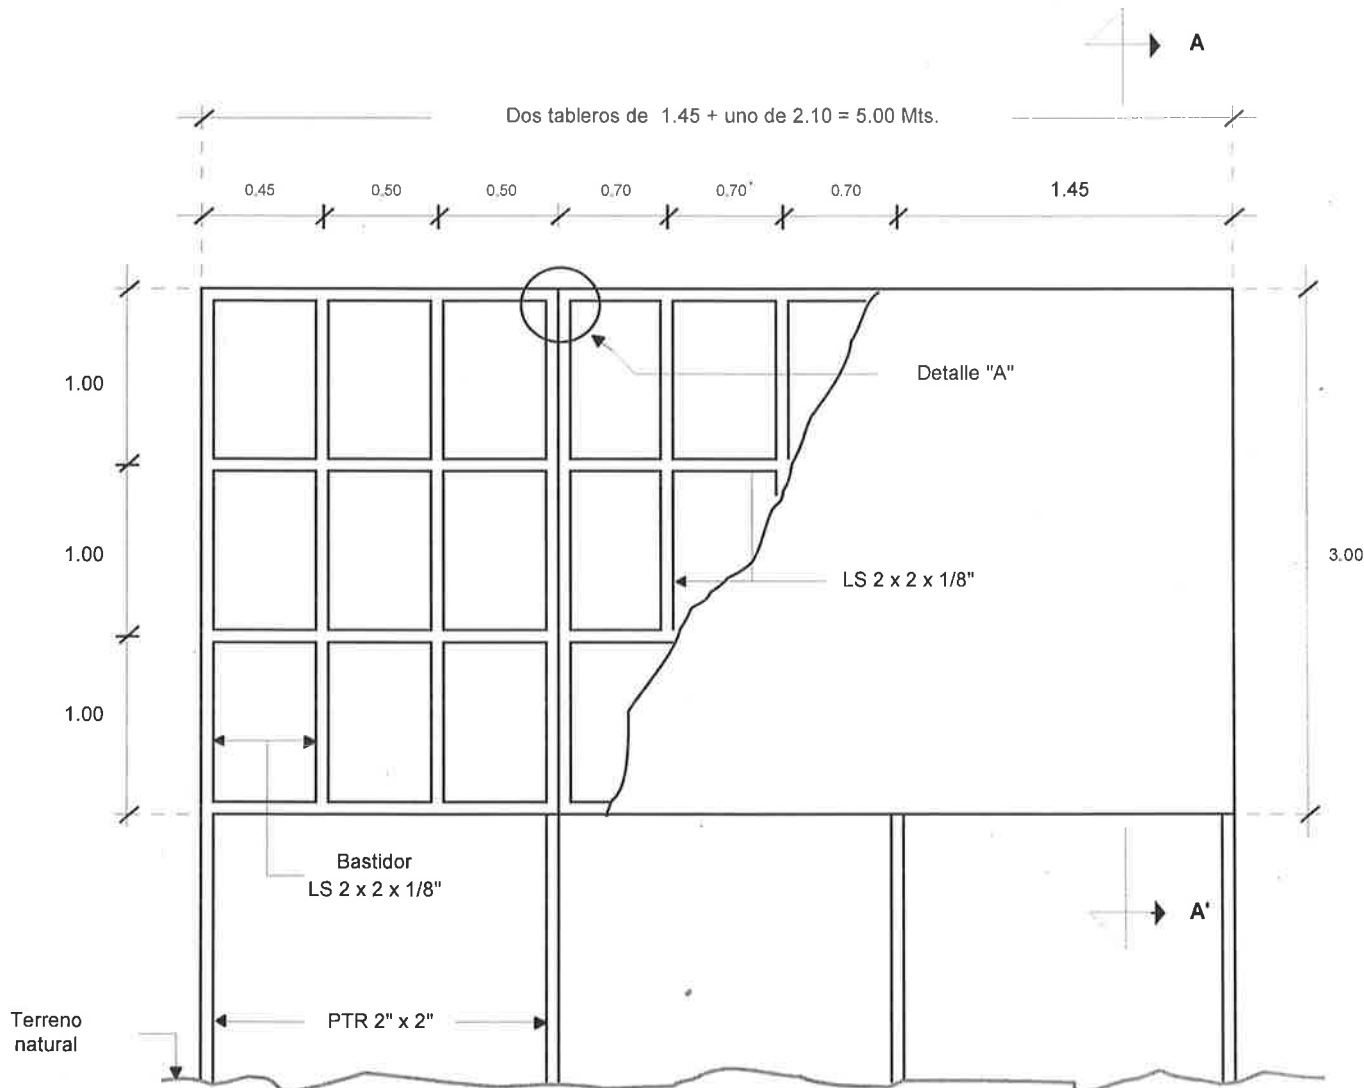 A
Dos tableros de 1.45 + uno de 2.10 = 5.00 Mts.
0.45 0.50 0.50 0.70 0.70 0.70 1.45
1.00
Detalle "A"
1.00
3.00
LS 2 x 2 x 1/8"
1.00
Bastidor
LS 2 x 2 x 1/8"
A'
Terreno
natural
PTR 2" x 2"